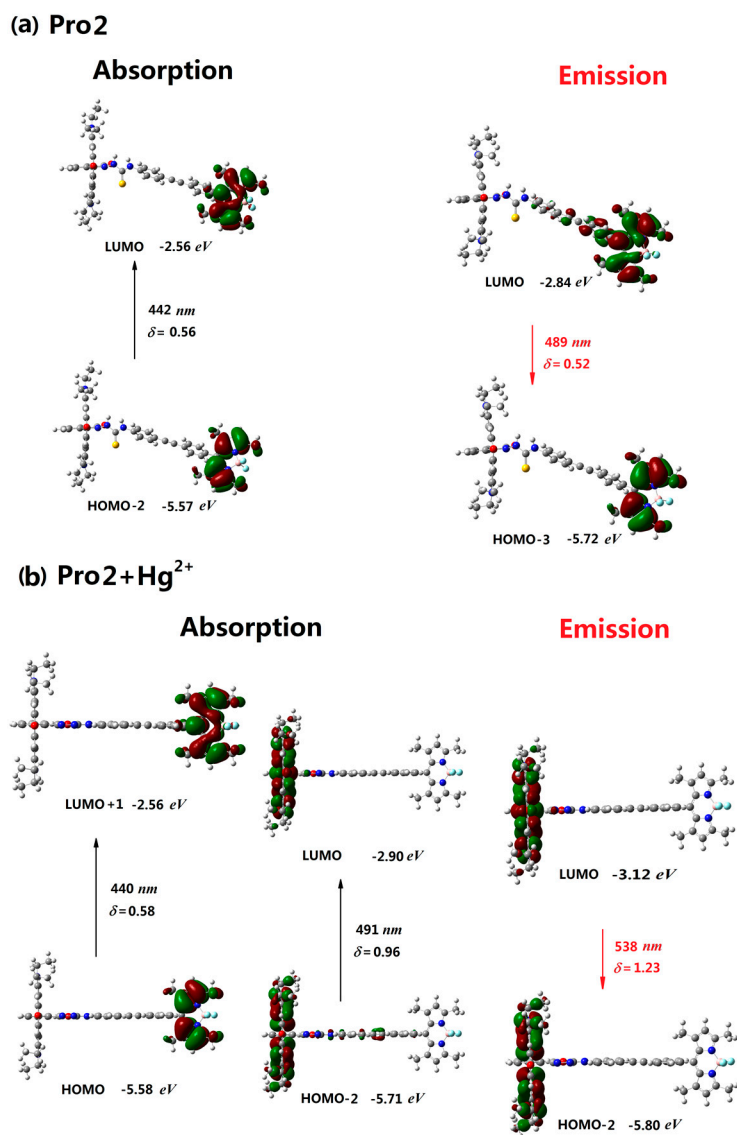 (a) Pro2
Absorption
Emission
LUMO -2.56 eV
442 nm
δ= 0.56
HOMO-2 -5.57 eV
LUMO -2.84 eV
489 nm
δ= 0.52
HOMO-3 -5.72 eV
(b) Pro2+Hg²⁺
Absorption
Emission
LUMO+1 -2.56 eV
440 nm
δ=0.58
HOMO -5.58 eV
LUMO -2.90 eV
491 nm
δ= 0.96
HOMO-2 -5.71 eV
LUMO -3.12 eV
538 nm
δ= 1.23
HOMO-2 -5.80 eV